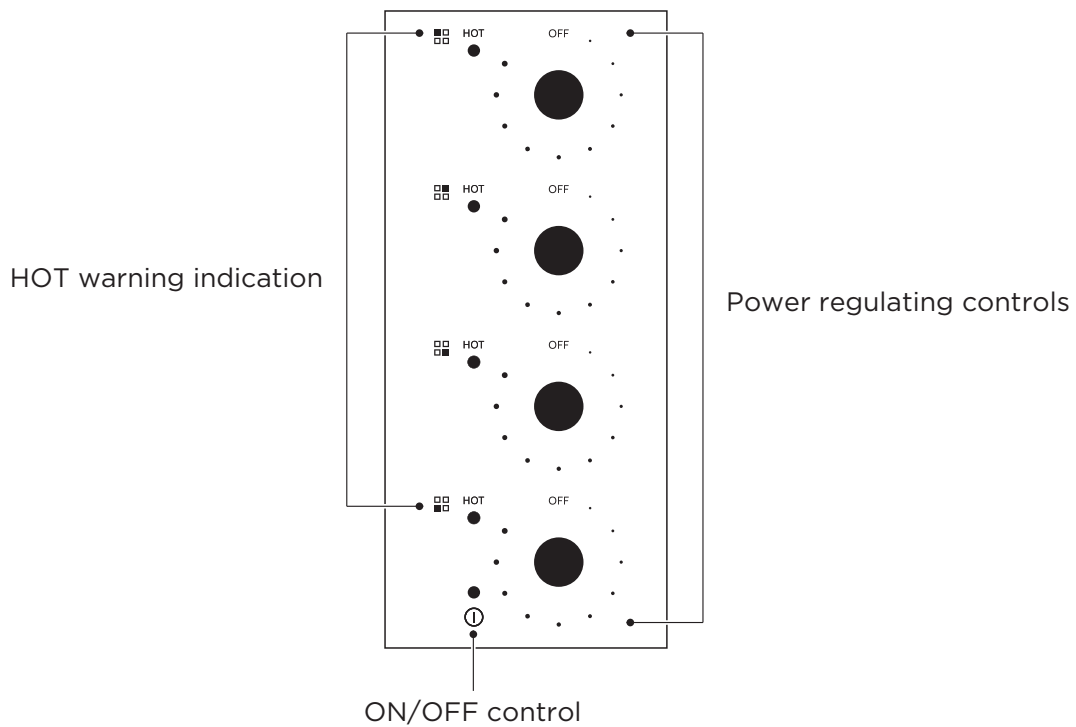 HOT OFF
HOT OFF
HOT warning indication
Power regulating controls
HOT OFF
HOT OFF
ON/OFF control